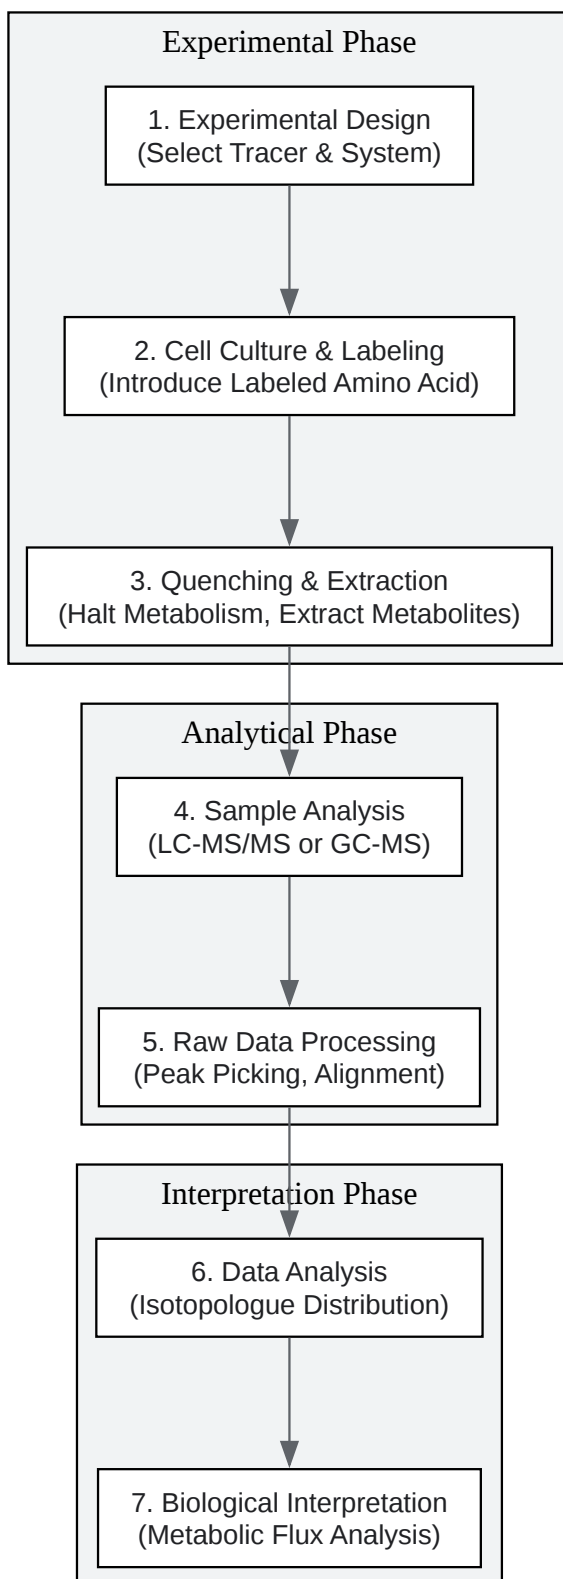 Experimental Phase
1. Experimental Design
(Select Tracer & System)
2. Cell Culture & Labeling
(Introduce Labeled Amino Acid)
3. Quenching & Extraction
(Halt Metabolism, Extract Metabolites)
Analytical Phase
4. Sample Analysis
(LC-MS/MS or GC-MS)
5. Raw Data Processing
(Peak Picking, Alignment)
Interpretation Phase
6. Data Analysis
(Isotopologue Distribution)
7. Biological Interpretation
(Metabolic Flux Analysis)